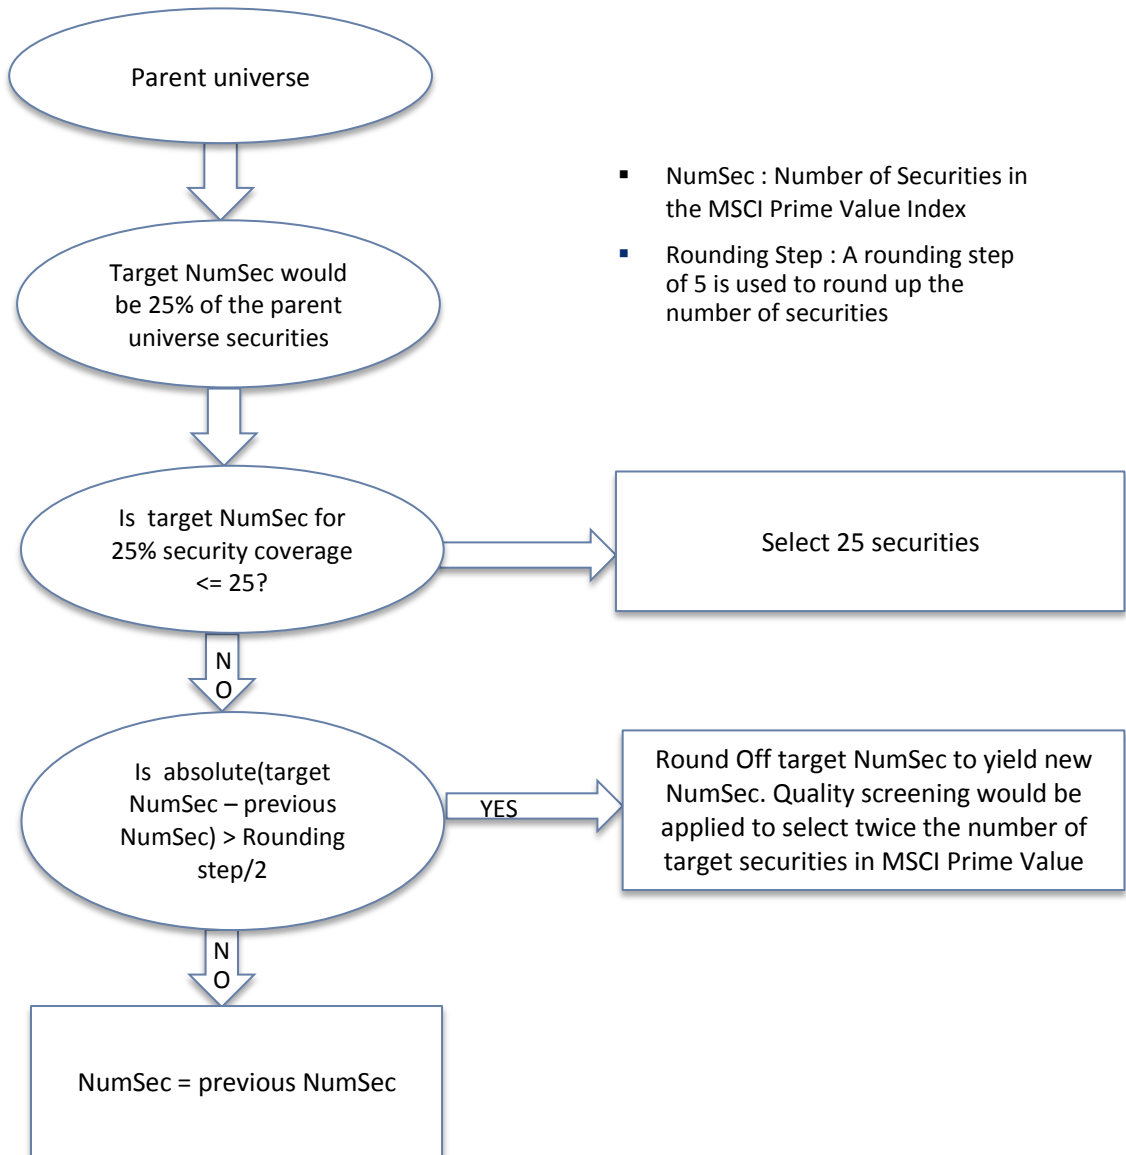 Parent universe
▪ NumSec : Number of Securities in
the MSCI Prime Value Index
▪ Rounding Step : A rounding step
of 5 is used to round up the
number of securities
Target NumSec would
be 25% of the parent
universe securities
Is target NumSec for
25% security coverage
<= 25?
Select 25 securities
N
O
Is absolute(target
NumSec – previous
NumSec) > Rounding
step/2
YES
Round Off target NumSec to yield new
NumSec. Quality screening would be
applied to select twice the number of
target securities in MSCI Prime Value
N
O
NumSec = previous NumSec